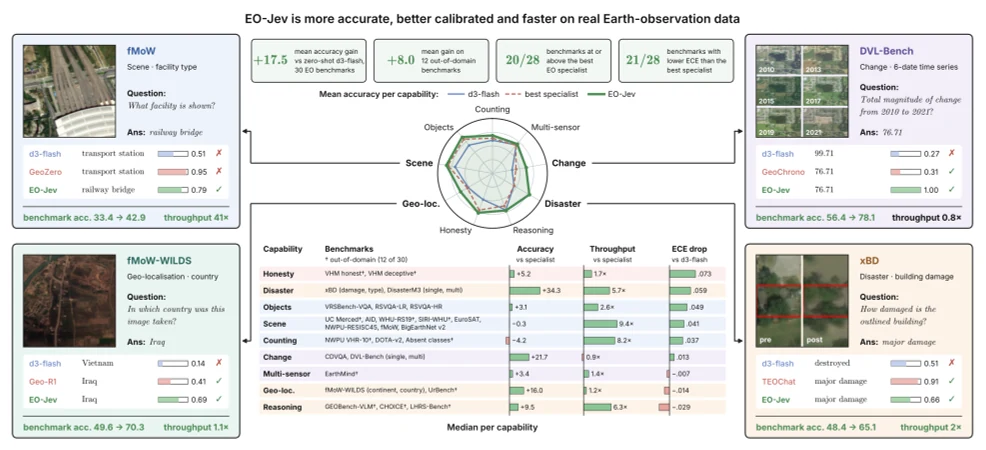 EO-Jev is more accurate, better calibrated and faster on real Earth-observation data
fMoW
Scene · facility type
Question:
What facility is shown?
Ans: railway bridge
d3-flash transport station 0.51 ✗
GeoZero transport station 0.95 ✗
EO-Jev railway bridge 0.79 ✓
benchmark acc. 33.4 → 42.9 throughput 41×
fMoW-WILDS
Geo-localisation · country
Question:
In which country was this
image taken?
Ans: Iraq
d3-flash Vietnam 0.14 ✗
Geo-R1 Iraq 0.41 ✓
EO-Jev Iraq 0.69 ✓
benchmark acc. 49.6 → 70.3 throughput 1.1×
+17.5 mean accuracy gain
vs zero-shot d3-flash,
30 EO benchmarks
+8.0 mean gain on
12 out-of-domain
benchmarks
20/28 benchmarks at or
above the best
EO specialist
21/28 benchmarks with
lower ECE than the
best specialist
Mean accuracy per capability: d3-flash best specialist EO-Jev
Counting
Objects Multi-sensor
Scene Change
Geo-loc. Disaster
Honesty Reasoning
Capability Benchmarks Accuracy Throughput ECE drop
* out-of-domain (12 of 30) vs specialist vs specialist vs d3-flash
Honesty VHM honest*, VHM deceptive* +5.2 1.7× .073
Disaster xBD (damage, type), DisasterM3 (single, multi) +34.3 5.7× .059
Objects VRSBench-VQA, RSVQA-LR, RSVQA-HR +3.1 2.6× .049
Scene UC Merced*, AID, WHU-RS19*, SIRI-WHU*, EuroSAT,
NWPU-RESISC45, fMoW, BigEarthNet v2 −0.3 9.4× .041
Counting NWPU VHR-10*, DOTA-v2, Absent classes* −4.2 8.2× .037
Change CDVQA, DVL-Bench (single, multi) +21.7 0.9× .013
Multi-sensor EarthMind* +3.4 1.4× −.007
Geo-loc. fMoW-WILDS (continent, country), UrBench* +16.0 1.2× −.014
Reasoning GEOBench-VLM*, CHOICE*, LHRS-Bench* +9.5 6.3× −.029
Median per capability
2010 2013
2015 2017
2019 2021
DVL-Bench
Change · 6-date time series
Question:
Total magnitude of change
from 2010 to 2021?
Ans: 76.71
d3-flash 99.71 0.27 ✗
GeoChrono 76.71 0.31 ✓
EO-Jev 76.71 1.00 ✓
benchmark acc. 56.4 → 78.1 throughput 0.8×
pre post
xBD
Disaster · building damage
Question:
How damaged is the
outlined building?
Ans: major damage
d3-flash destroyed 0.51 ✗
TEOChat major damage 0.91 ✓
EO-Jev major damage 0.66 ✓
benchmark acc. 48.4 → 65.1 throughput 2×